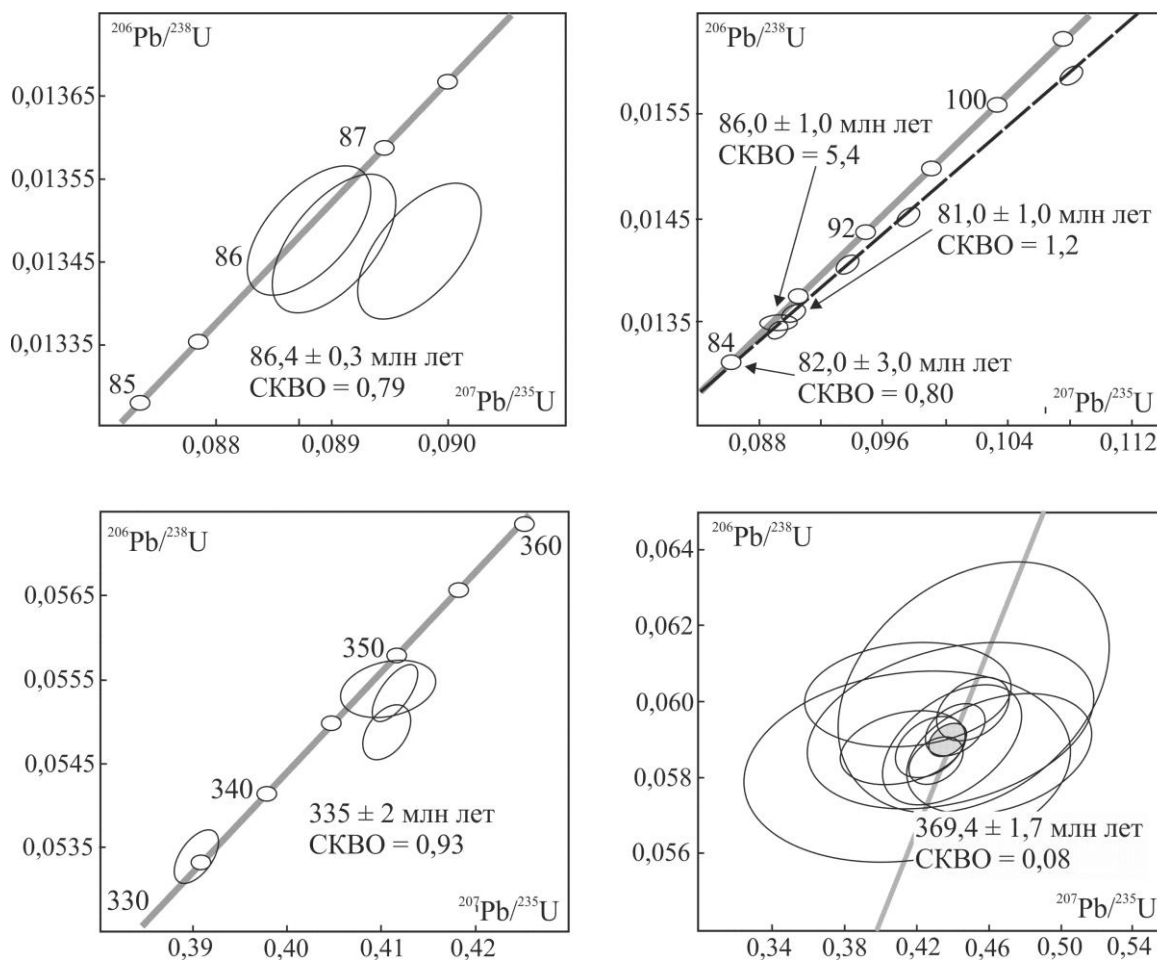 ²⁰⁶Pb/²³⁸U
0,01365
0,01355
0,01345
0,01335
87
86
85
86,4 ± 0,3 млн лет
СКВО = 0,79
²⁰⁷Pb/²³⁵U
0,088
0,089
0,090
²⁰⁶Pb/²³⁸U
0,0155
0,0145
0,0135
100
92
84
86,0 ± 1,0 млн лет
СКВО = 5,4
81,0 ± 1,0 млн лет
СКВО = 1,2
82,0 ± 3,0 млн лет
СКВО = 0,80
²⁰⁷Pb/²³⁵U
0,088
0,096
0,104
0,112
²⁰⁶Pb/²³⁸U
0,0565
0,0555
0,0545
0,0535
360
350
340
330
335 ± 2 млн лет
СКВО = 0,93
²⁰⁷Pb/²³⁵U
0,39
0,40
0,41
0,42
²⁰⁶Pb/²³⁸U
0,064
0,062
0,060
0,058
0,056
369,4 ± 1,7 млн лет
СКВО = 0,08
²⁰⁷Pb/²³⁵U
0,34
0,38
0,42
0,46
0,50
0,54